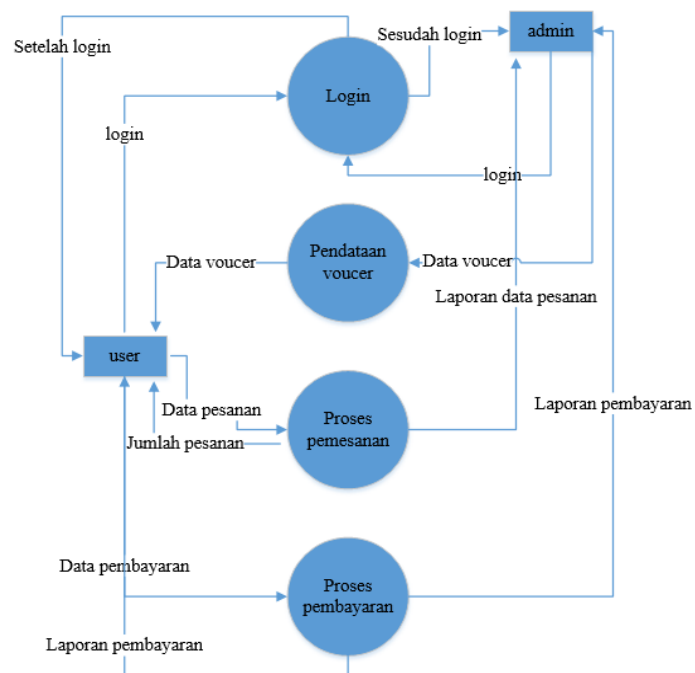 admin
Sesudah login
Setelah login
Login
login
login
Pendataan
voucer
Data voucer
Data voucer
Laporan data pesanan
user
Data pesanan
Laporan pembayaran
Proses
pemesanan
Jumlah pesanan
Data pembayaran
Proses
pembayaran
Laporan pembayaran